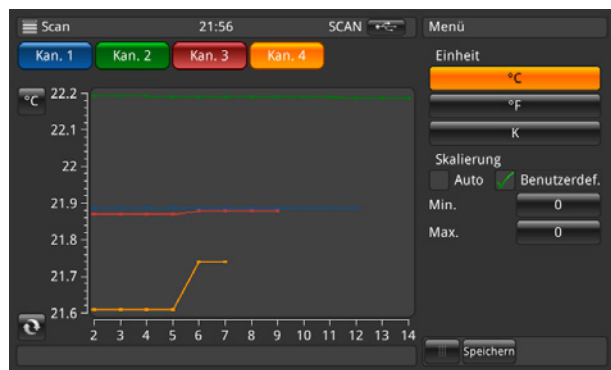 Scan 21:56 SCAN
Menü
Kan. 1 Kan. 2 Kan. 3 Kan. 4
Einheit
°C
°F
K
Skalierung
Auto Benutzerdef.
Min. 0
Max. 0
Speichern
°C
22.2
22.1
22
21.9
21.8
21.7
21.6
2 3 4 5 6 7 8 9 10 11 12 13 14